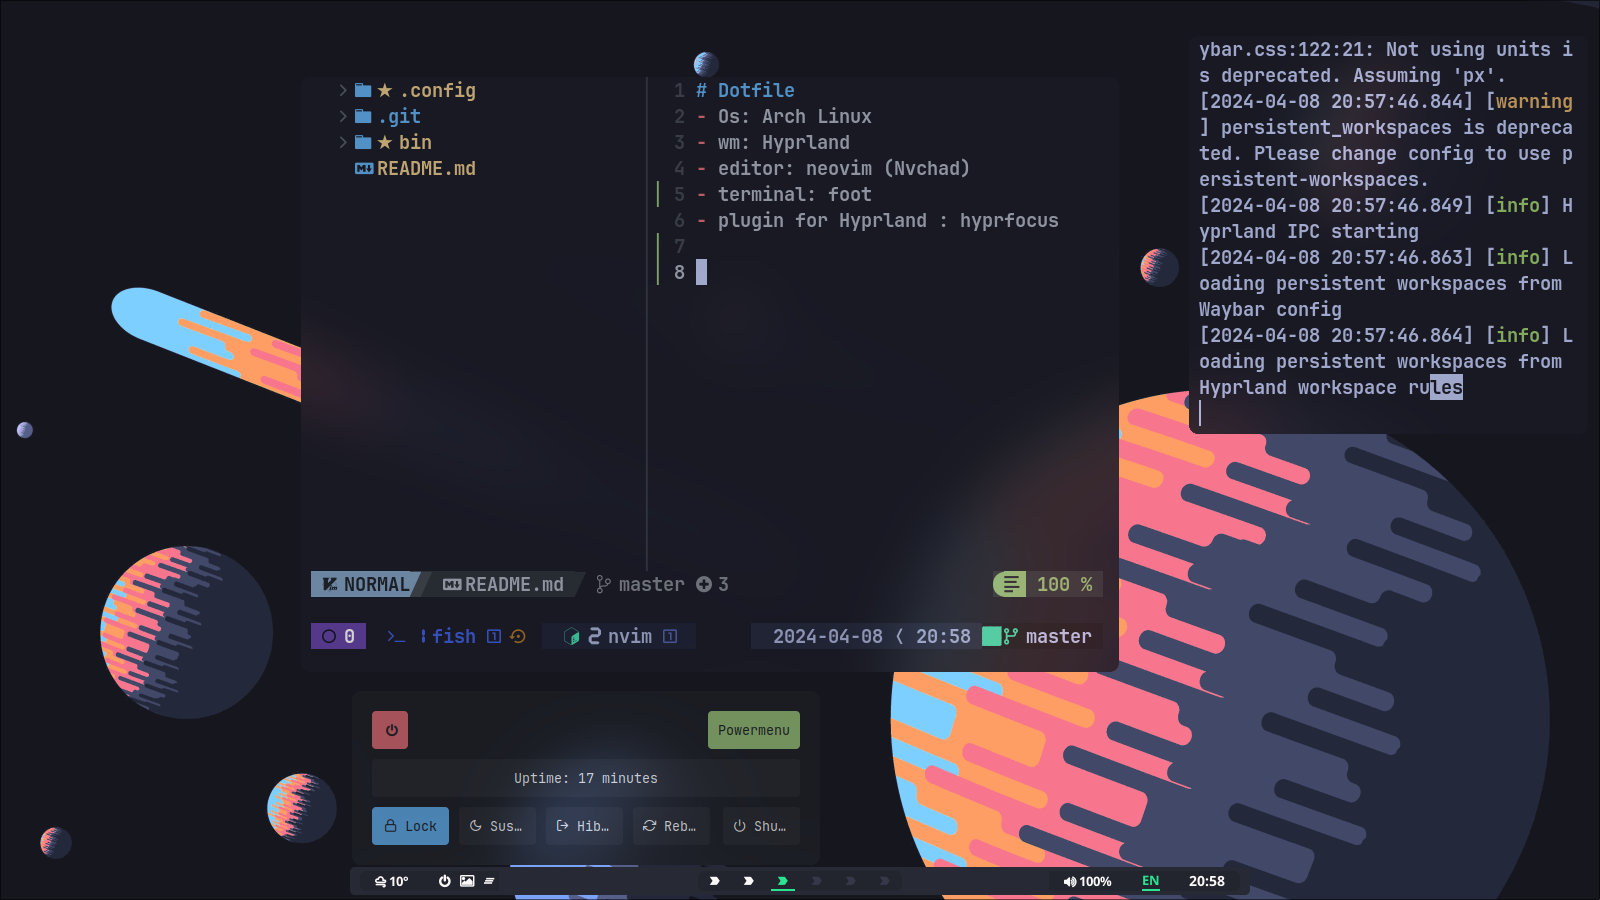 .config
.git
bin
README.md
1 # Dotfile
2 - Os: Arch Linux
3 - wm: Hyprland
4 - editor: neovim (Nvchad)
5 - terminal: foot
6 - plugin for Hyprland : hyprfocus
7
8
NORMAL README.md master 3 100 %
0 fish 1 2 nvim 1 2024-04-08 20:58 master
ybar.css:122:21: Not using units i
s deprecated. Assuming 'px'.
[2024-04-08 20:57:46.844] [warning
] persistent_workspaces is depreca
ted. Please change config to use p
ersistent-workspaces.
[2024-04-08 20:57:46.849] [info] H
yprland IPC starting
[2024-04-08 20:57:46.863] [info] L
oading persistent workspaces from
Waybar config
[2024-04-08 20:57:46.864] [info] L
oading persistent workspaces from
Hyprland workspace rules
Powermenu
Uptime: 17 minutes
Lock Sus… Hib… Reb… Shu…
10° 100% EN 20:58